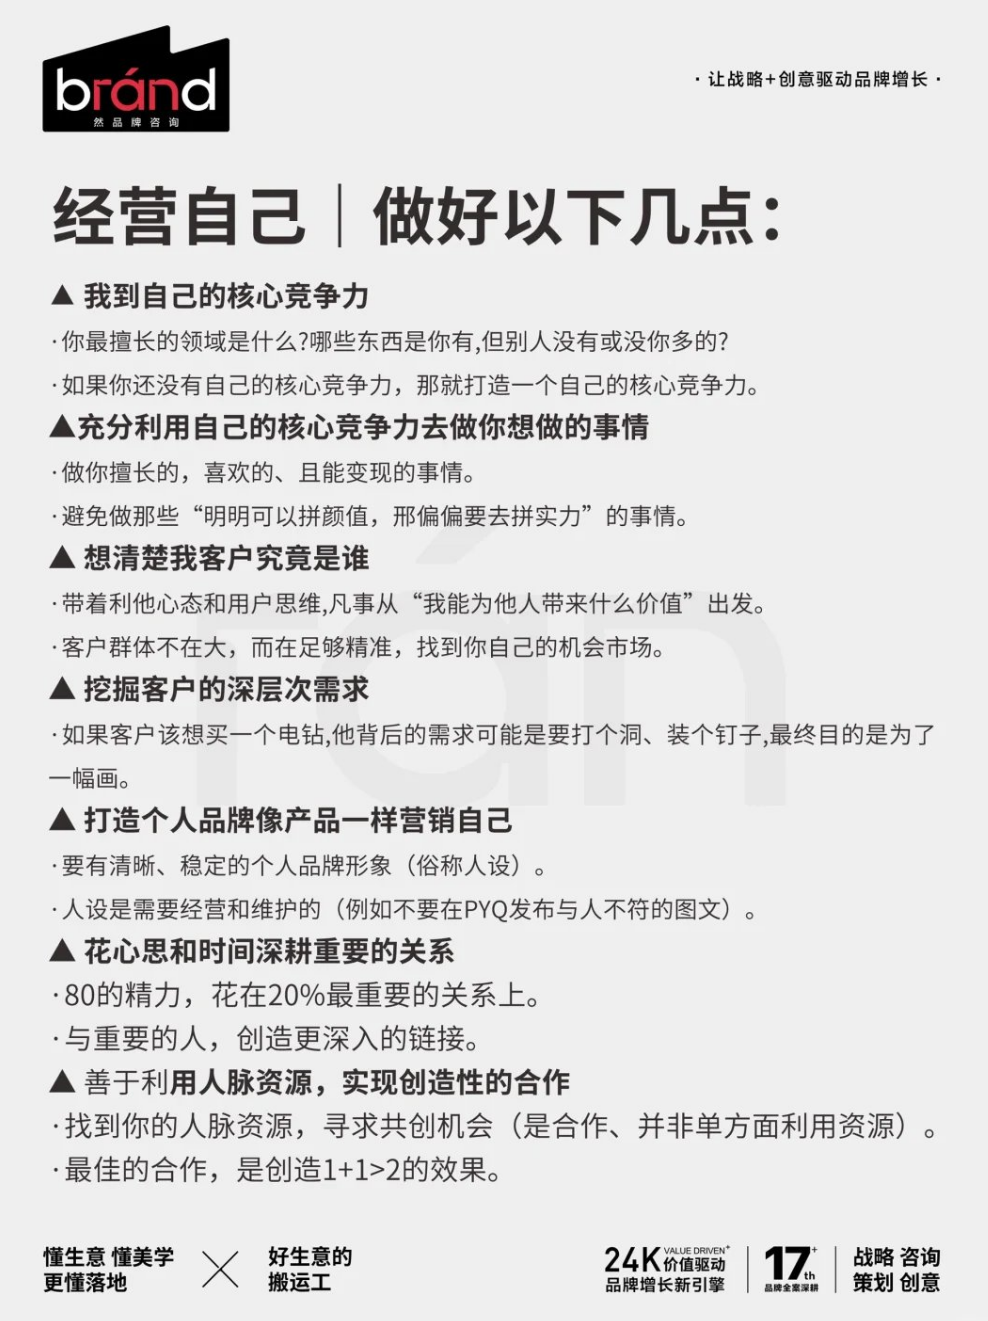 bránd
然品牌咨询
·让战略+创意驱动品牌增长·
经营自己｜做好以下几点：
▲ 我到自己的核心竞争力
·你最擅长的领域是什么?哪些东西是你有,但别人没有或没你多的?
·如果你还没有自己的核心竞争力，那就打造一个自己的核心竞争力。
▲充分利用自己的核心竞争力去做你想做的事情
·做你擅长的，喜欢的、且能变现的事情。
·避免做那些“明明可以拼颜值，邢偏偏要去拼实力”的事情。
▲ 想清楚我客户究竟是谁
·带着利他心态和用户思维,凡事从“我能为他人带来什么价值”出发。
·客户群体不在大，而在足够精准，找到你自己的机会市场。
▲ 挖掘客户的深层次需求
·如果客户该想买一个电钻,他背后的需求可能是要打个洞、装个钉子,最终目的是为了
一幅画。
▲ 打造个人品牌像产品一样营销自己
·要有清晰、稳定的个人品牌形象（俗称人设）。
·人设是需要经营和维护的（例如不要在PYQ发布与人不符的图文）。
▲ 花心思和时间深耕重要的关系
·80的精力，花在20%最重要的关系上。
·与重要的人，创造更深入的链接。
▲ 善于利用人脉资源，实现创造性的合作
·找到你的人脉资源，寻求共创机会（是合作、并非单方面利用资源）。
·最佳的合作，是创造1+1>2的效果。
rán
懂生意 懂美学
更懂落地
好生意的
搬运工
24K VALUE DRIVEN+ 价值驱动
品牌增长新引擎
17+th
品牌全案深耕
战略 咨询
策划 创意